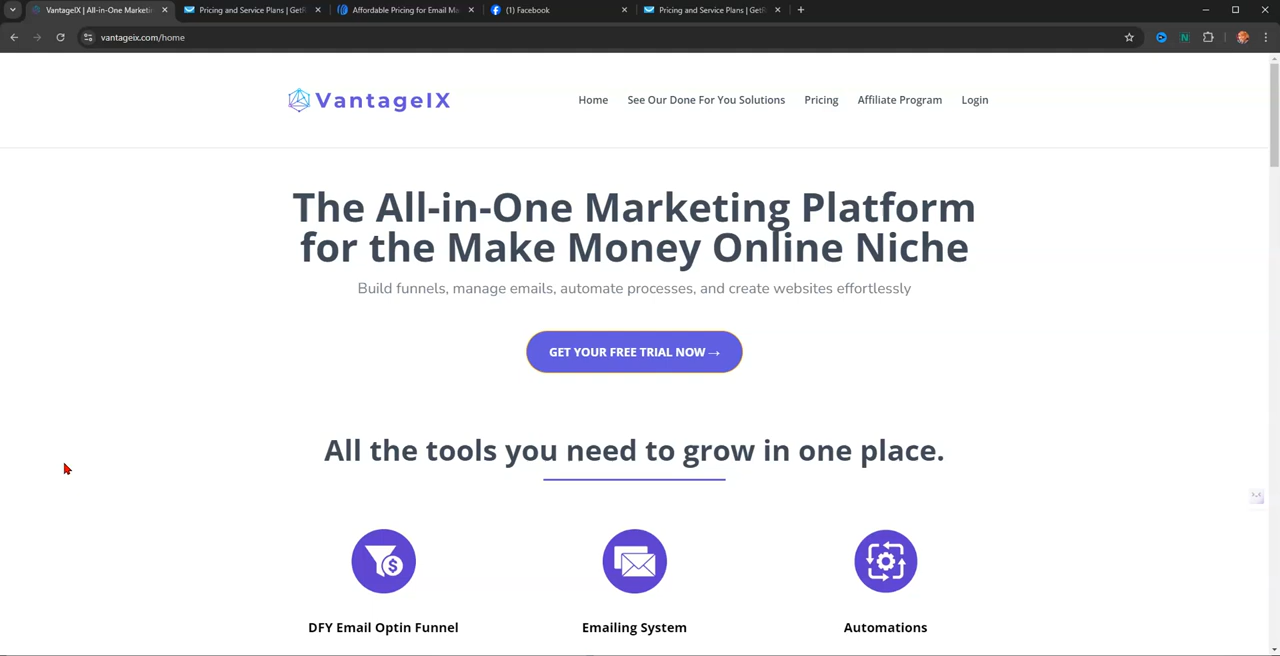 VantageIX | All-in-One Marketi
Pricing and Service Plans | GetR
Affordable Pricing for Email Ma
(1) Facebook
Pricing and Service Plans | GetR
vantageix.com/home
VantageIX
Home
See Our Done For You Solutions
Pricing
Affiliate Program
Login
The All-in-One Marketing Platform
for the Make Money Online Niche
Build funnels, manage emails, automate processes, and create websites effortlessly
GET YOUR FREE TRIAL NOW →
All the tools you need to grow in one place.
DFY Email Optin Funnel
Emailing System
Automations